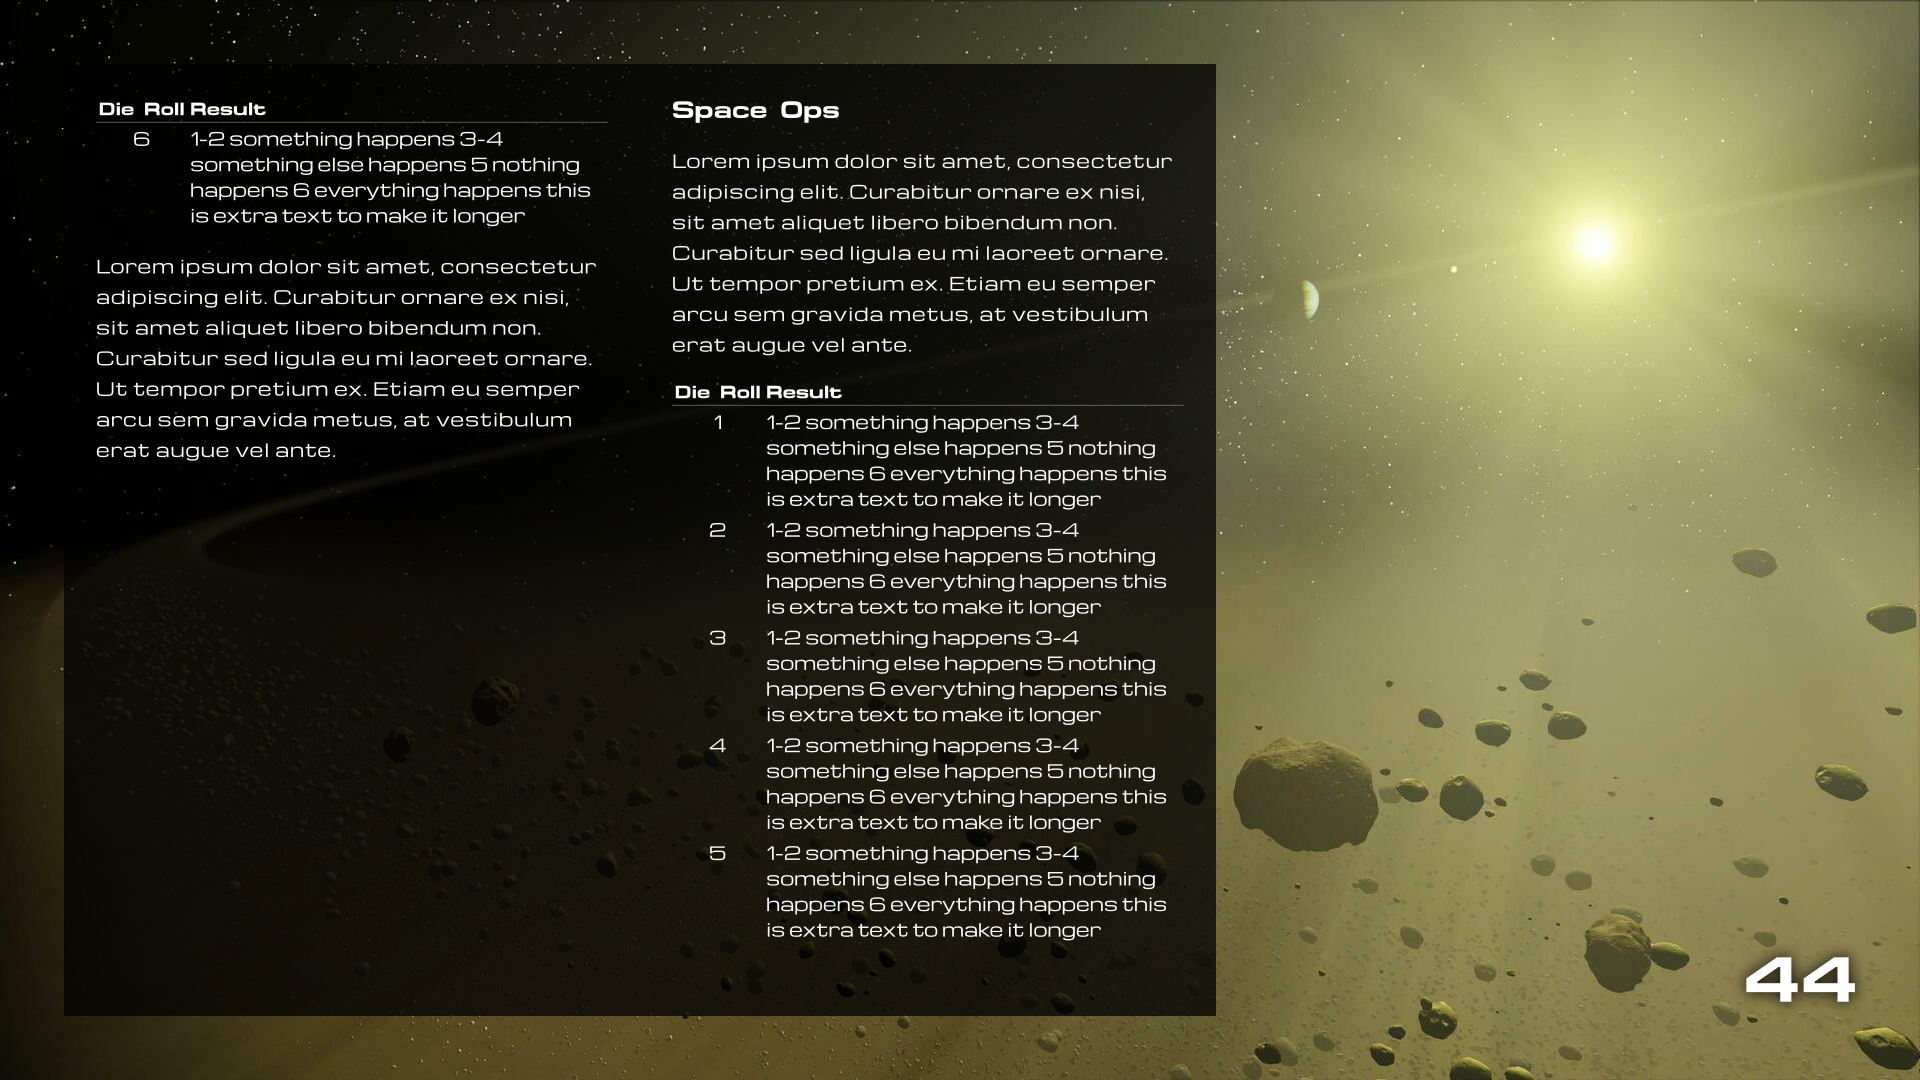 Die Roll Result
6 1-2 something happens 3-4
something else happens 5 nothing
happens 6 everything happens this
is extra text to make it longer
Lorem ipsum dolor sit amet, consectetur
adipiscing elit. Curabitur ornare ex nisi,
sit amet aliquet libero bibendum non.
Curabitur sed ligula eu mi laoreet ornare.
Ut tempor pretium ex. Etiam eu semper
arcu sem gravida metus, at vestibulum
erat augue vel ante.
Space Ops
Lorem ipsum dolor sit amet, consectetur
adipiscing elit. Curabitur ornare ex nisi,
sit amet aliquet libero bibendum non.
Curabitur sed ligula eu mi laoreet ornare.
Ut tempor pretium ex. Etiam eu semper
arcu sem gravida metus, at vestibulum
erat augue vel ante.
Die Roll Result
1 1-2 something happens 3-4
something else happens 5 nothing
happens 6 everything happens this
is extra text to make it longer
2 1-2 something happens 3-4
something else happens 5 nothing
happens 6 everything happens this
is extra text to make it longer
3 1-2 something happens 3-4
something else happens 5 nothing
happens 6 everything happens this
is extra text to make it longer
4 1-2 something happens 3-4
something else happens 5 nothing
happens 6 everything happens this
is extra text to make it longer
5 1-2 something happens 3-4
something else happens 5 nothing
happens 6 everything happens this
is extra text to make it longer
44